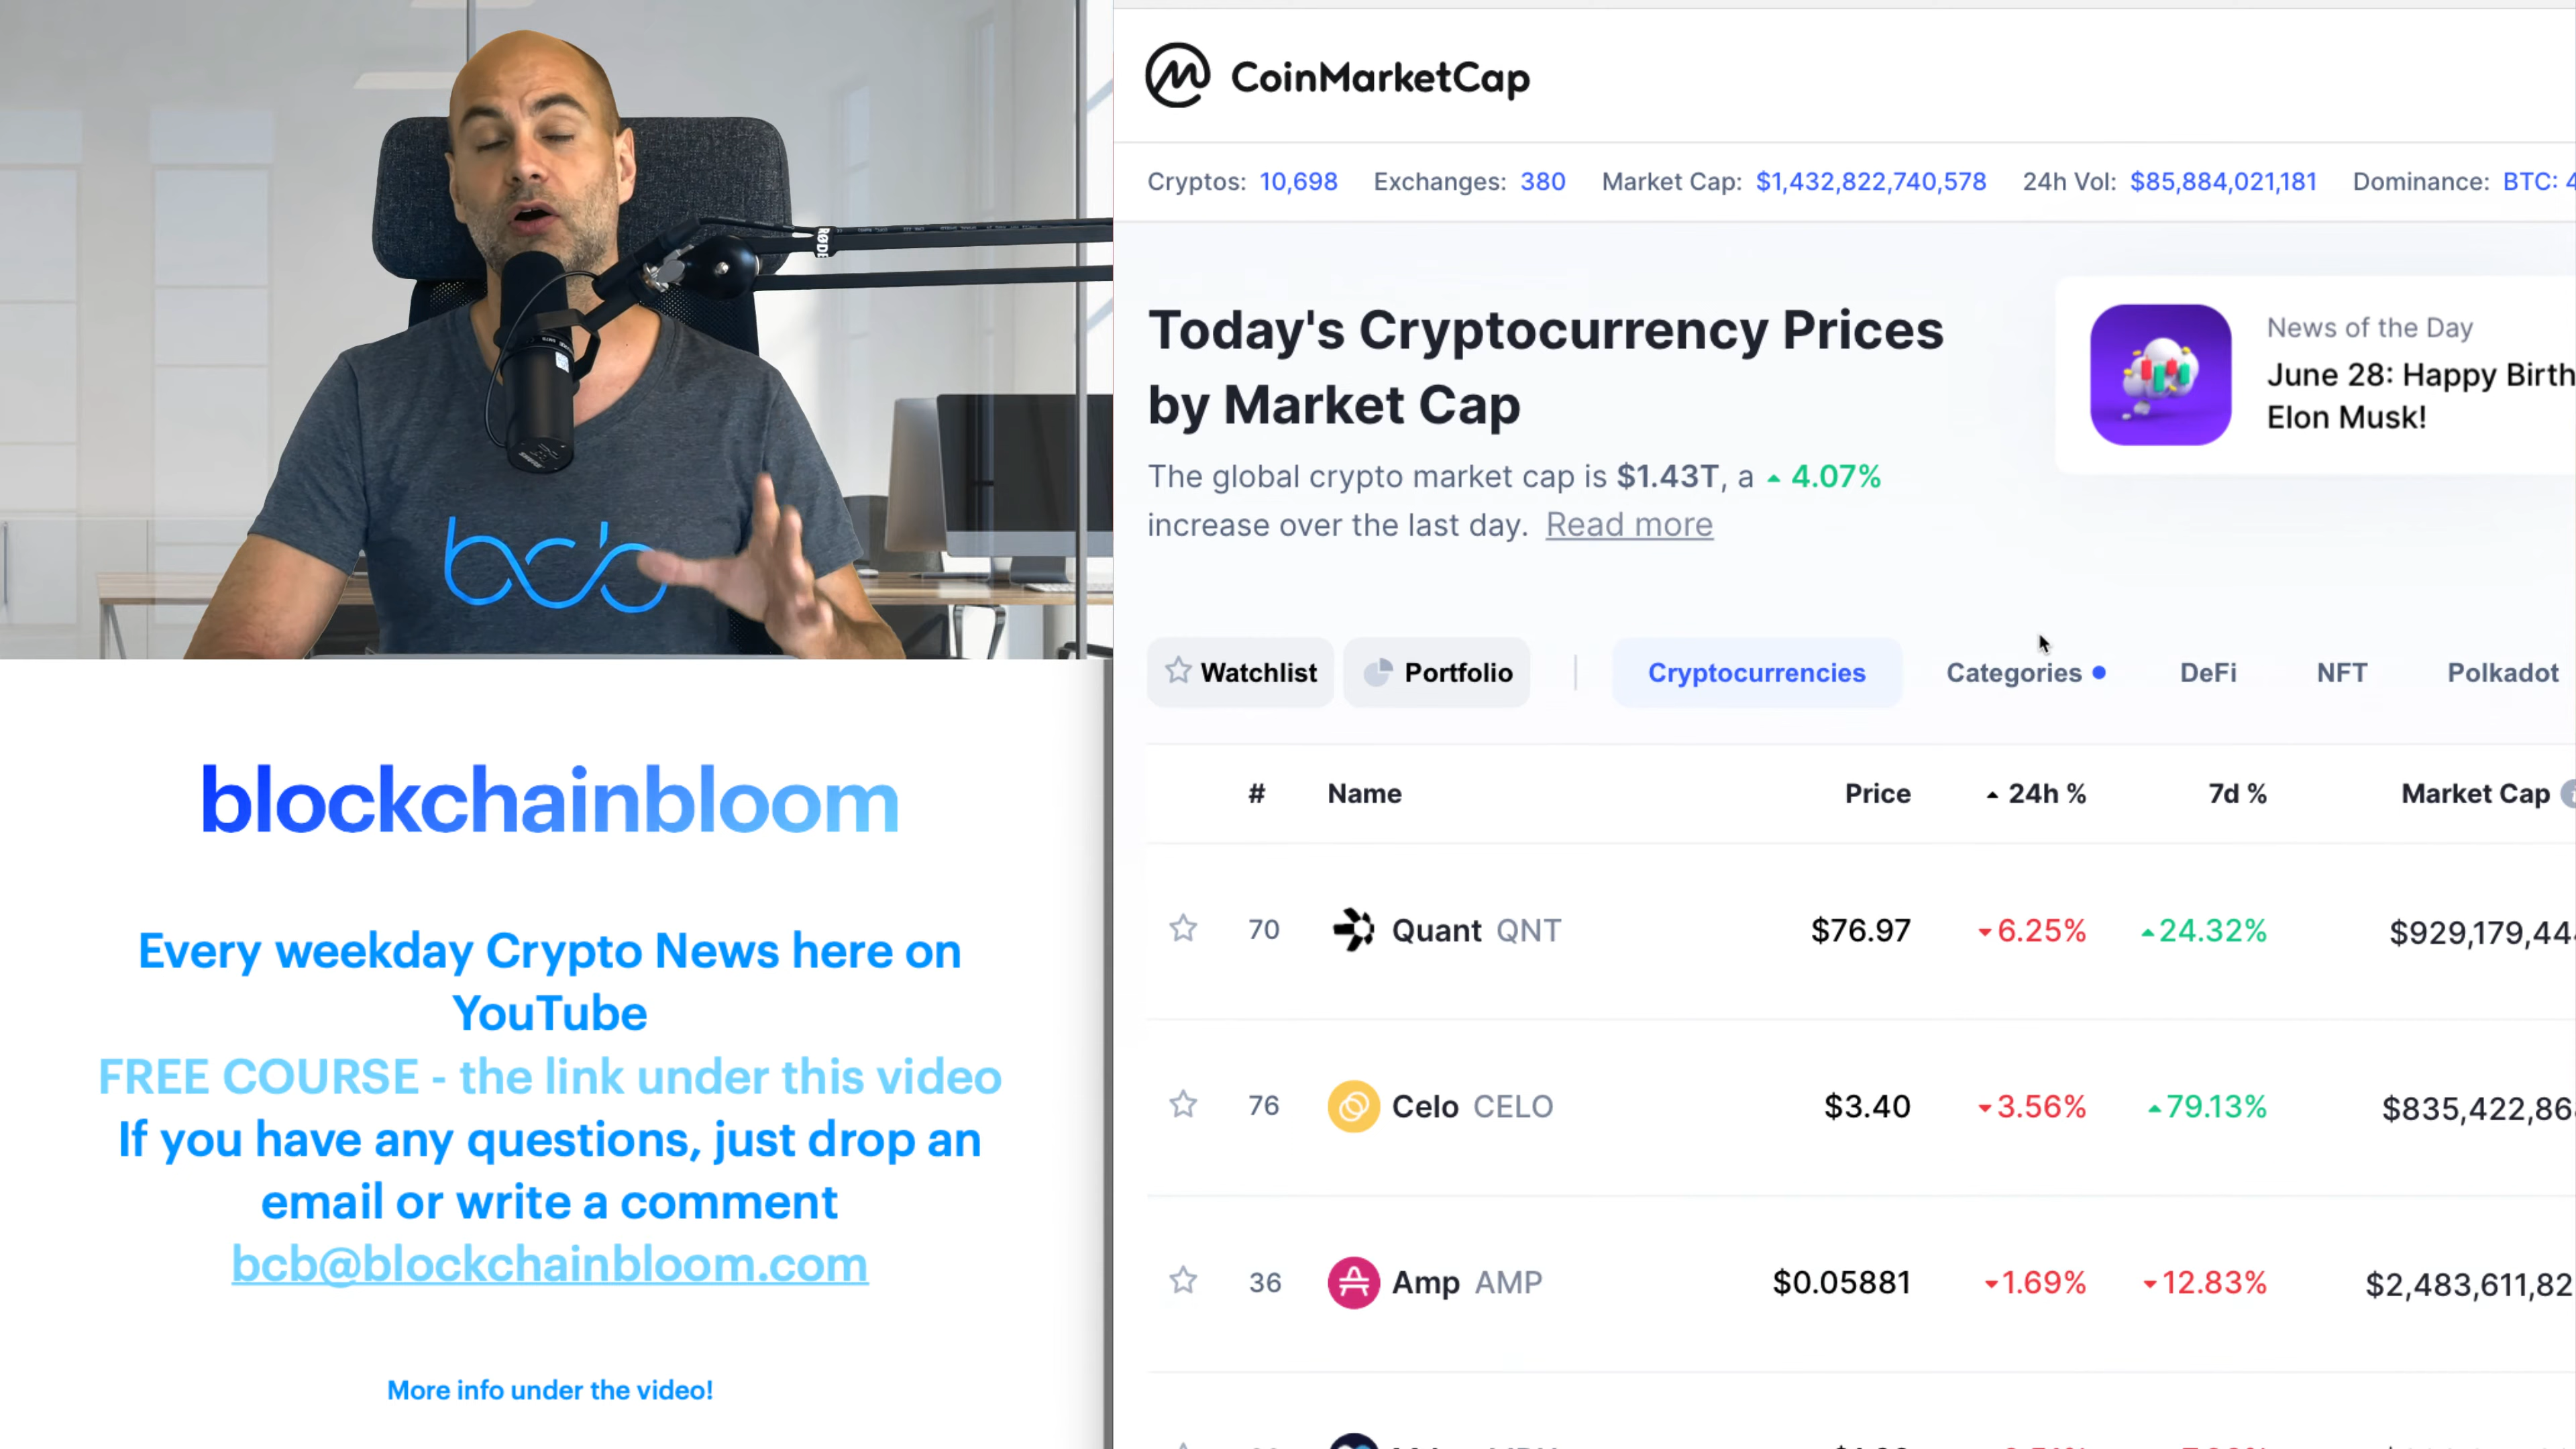 RØDE
bcb
blockchainbloom
Every weekday Crypto News here on
YouTube
FREE COURSE - the link under this video
If you have any questions, just drop an
email or write a comment
bcb@blockchainbloom.com
More info under the video!
CoinMarketCap
Cryptos: 10,698 Exchanges: 380 Market Cap: $1,432,822,740,578 24h Vol: $85,884,021,181 Dominance: BTC: 4
Today's Cryptocurrency Prices
by Market Cap
The global crypto market cap is $1.43T, a 4.07%
increase over the last day. Read more
News of the Day
June 28: Happy Birth
Elon Musk!
Watchlist Portfolio Cryptocurrencies Categories DeFi NFT Polkadot
# Name Price 24h % 7d % Market Cap
70 Quant QNT $76.97 6.25% 24.32% $929,179,44
76 Celo CELO $3.40 3.56% 79.13% $835,422,86
36 Amp AMP $0.05881 1.69% 12.83% $2,483,611,82